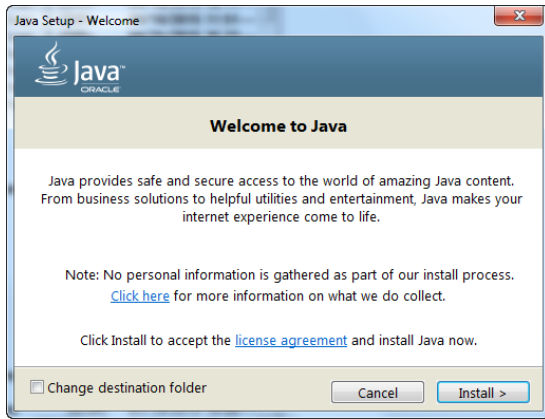 Java Setup - Welcome
Java™
ORACLE
Welcome to Java
Java provides safe and secure access to the world of amazing Java content.
From business solutions to helpful utilities and entertainment, Java makes your
internet experience come to life.
Note: No personal information is gathered as part of our install process.
Click here for more information on what we do collect.
Click Install to accept the license agreement and install Java now.
Change destination folder
Cancel
Install >